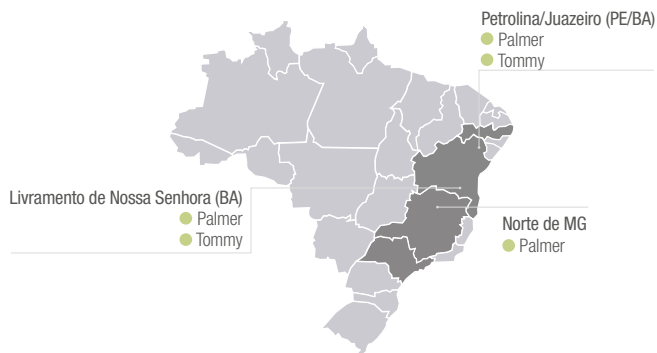 Petrolina/Juazeiro (PE/BA)
Palmer
Tommy
Livramento de Nossa Senhora (BA)
Palmer
Tommy
Norte de MG
Palmer